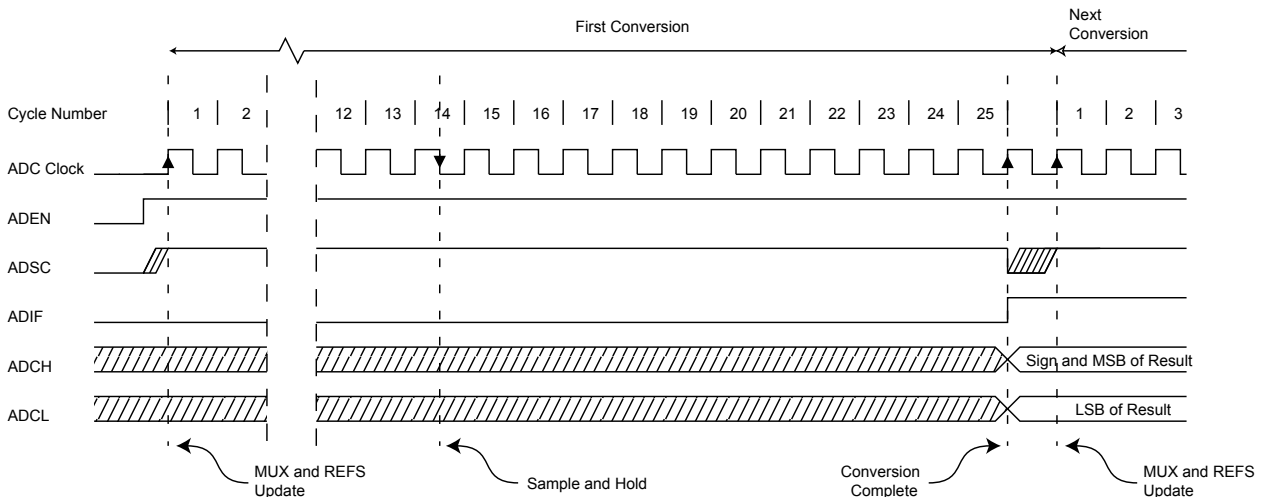 First Conversion
Next
Conversion
Cycle Number 1 2 12 13 14 15 16 17 18 19 20 21 22 23 24 25 1 2 3
ADC Clock
ADEN
ADSC
ADIF
ADCH Sign and MSB of Result
ADCL LSB of Result
MUX and REFS
Update
Sample and Hold
Conversion
Complete
MUX and REFS
Update